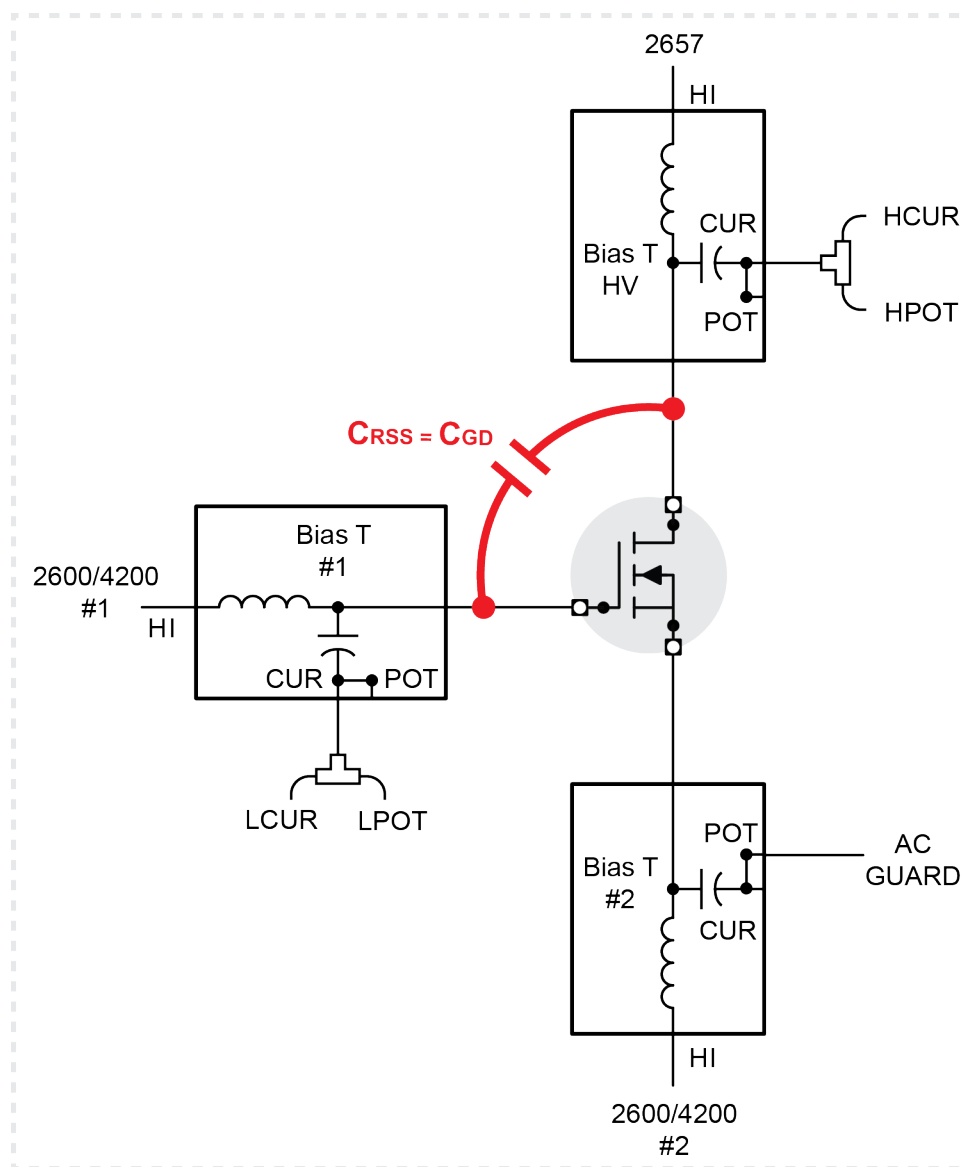 2657
HI
CUR
HCUR
Bias T
HV
POT
HPOT
CRSS = CGD
Bias T
#1
2600/4200
#1
HI
CUR
POT
LCUR
LPOT
POT
AC
GUARD
Bias T
#2
CUR
HI
2600/4200
#2